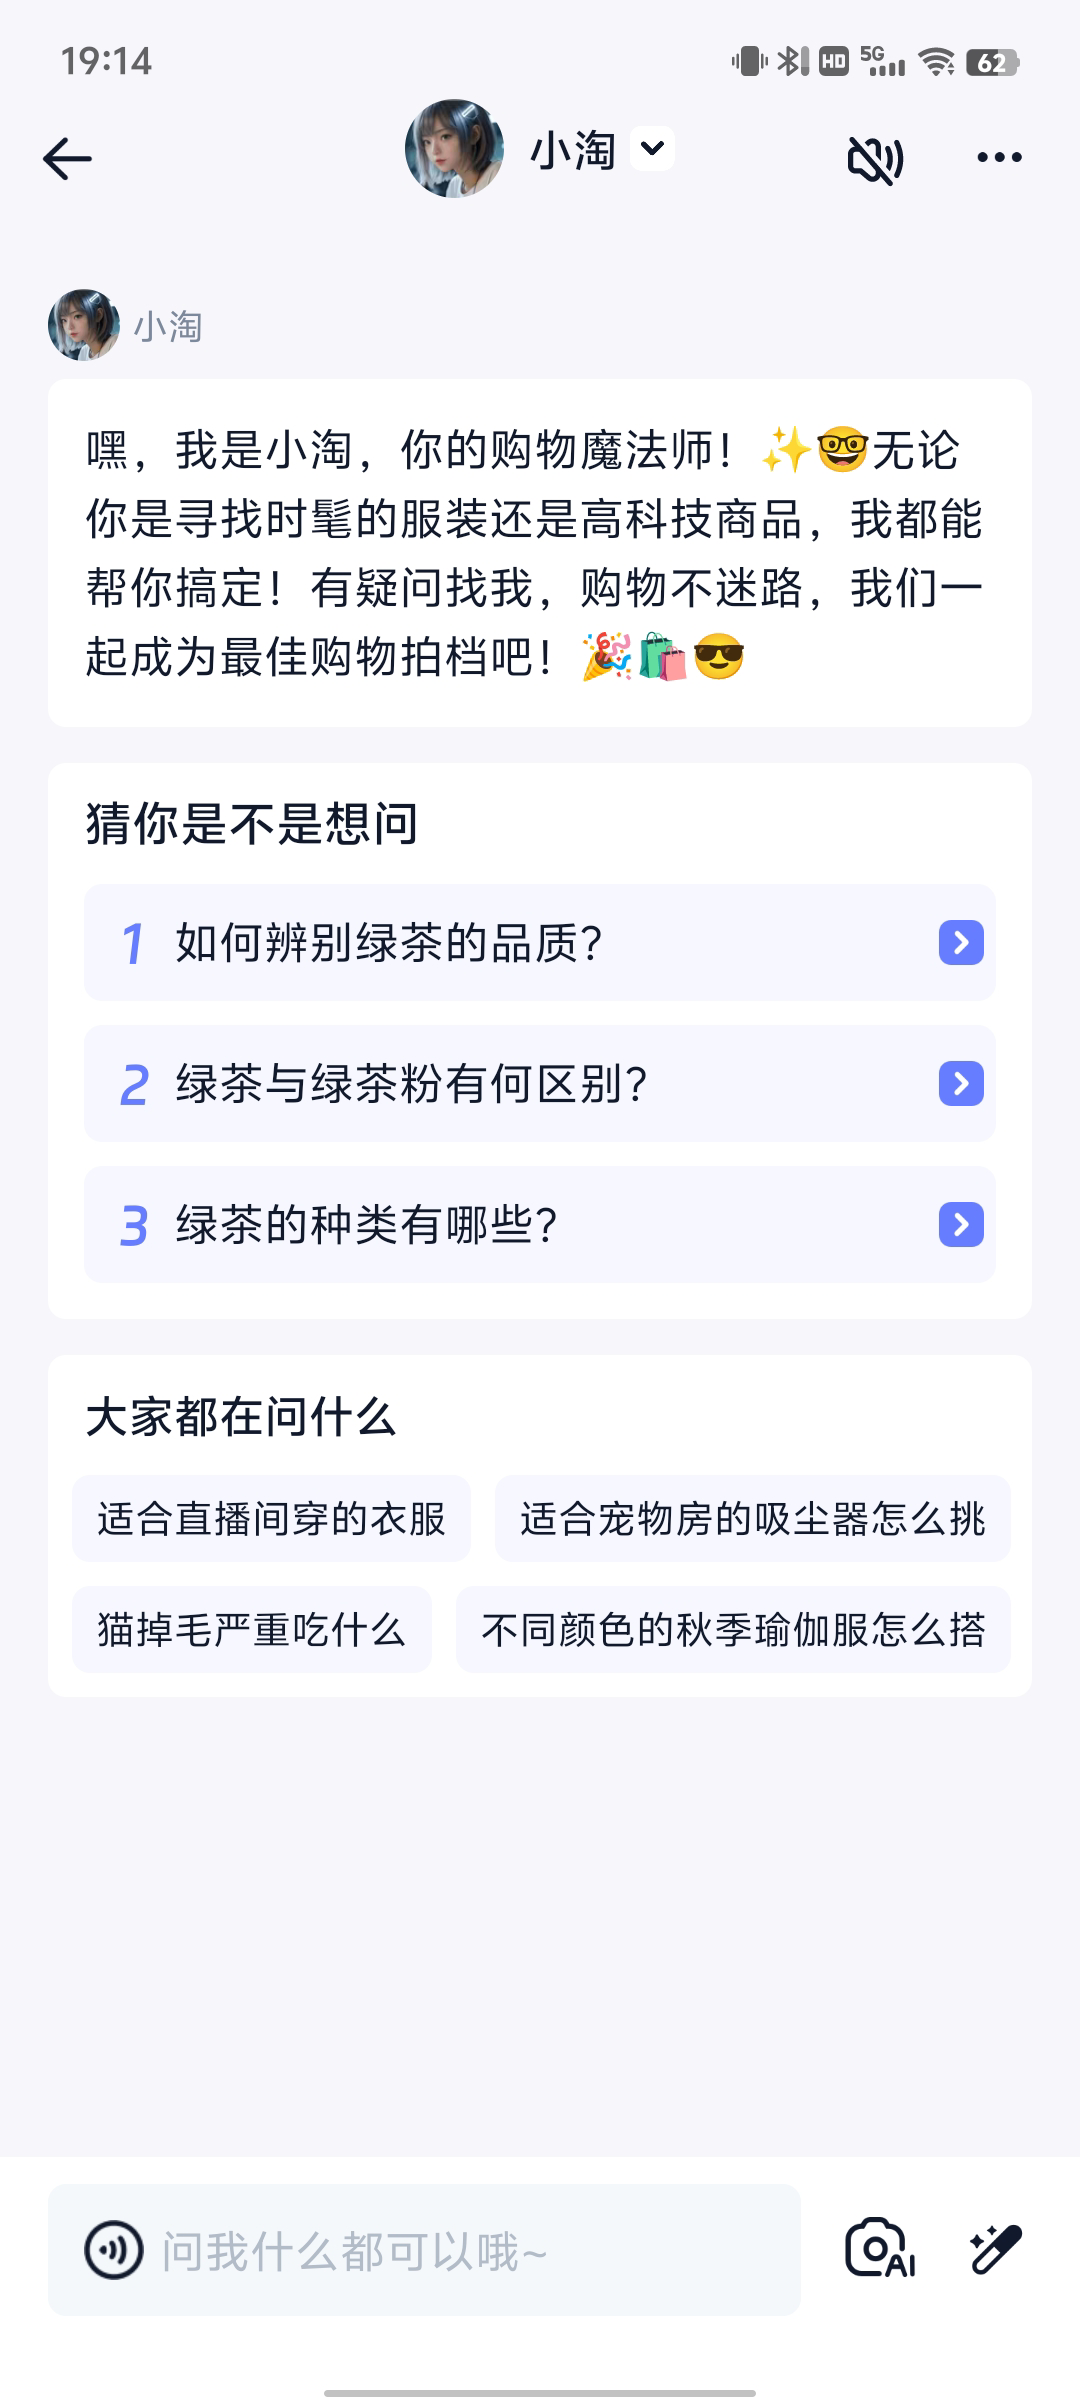 19:14
HD 5G 62
小淘
小淘
嘿，我是小淘，你的购物魔法师！✨🤓无论
你是寻找时髦的服装还是高科技商品，我都能
帮你搞定！有疑问找我，购物不迷路，我们一
起成为最佳购物拍档吧！🎉🛍️😎
猜你是不是想问
1 如何辨别绿茶的品质？
2 绿茶与绿茶粉有何区别？
3 绿茶的种类有哪些？
大家都在问什么
适合直播间穿的衣服 适合宠物房的吸尘器怎么挑
猫掉毛严重吃什么 不同颜色的秋季瑜伽服怎么搭
问我什么都可以哦~
AI